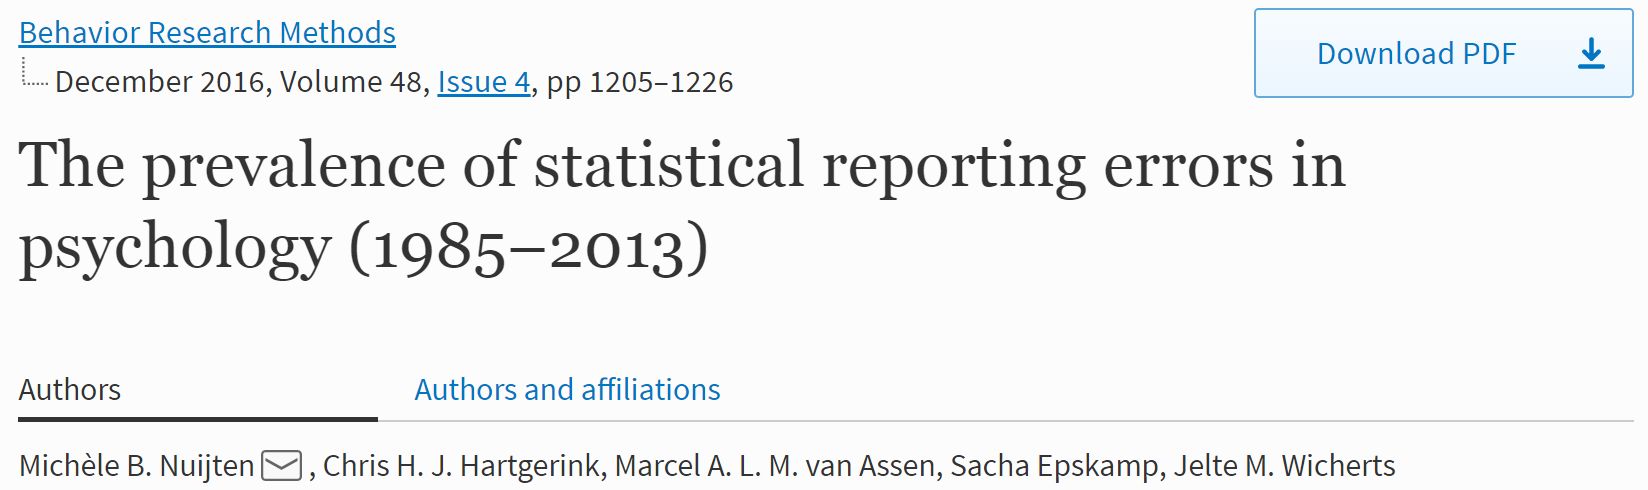 Behavior Research Methods
December 2016, Volume 48, Issue 4, pp 1205–1226
Download PDF
The prevalence of statistical reporting errors in
psychology (1985–2013)
Authors
Authors and affiliations
Michèle B. Nuijten, Chris H. J. Hartgerink, Marcel A. L. M. van Assen, Sacha Epskamp, Jelte M. Wicherts